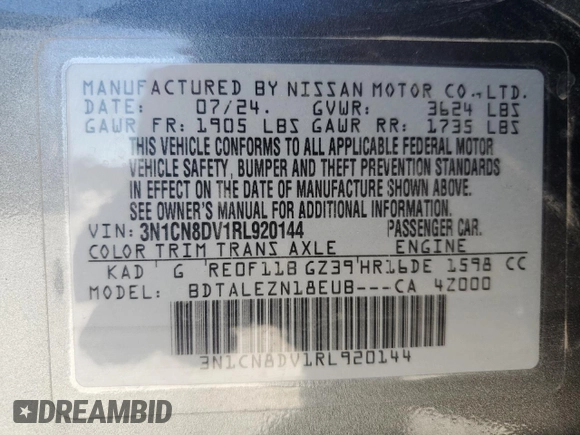 MANUFACTURED BY NISSAN MOTOR CO.,LTD.
DATE: 07/24. GVWR: 3624 LBS
GAWR FR: 1905 LBS GAWR RR: 1735 LBS
THIS VEHICLE CONFORMS TO ALL APPLICABLE FEDERAL MOTOR
VEHICLE SAFETY, BUMPER AND THEFT PREVENTION STANDARDS
IN EFFECT ON THE DATE OF MANUFACTURE SHOWN ABOVE.
SEE OWNER'S MANUAL FOR ADDITIONAL INFORMATION.
VIN: 3N1CN8DV1RL920144 PASSENGER CAR.
COLOR TRIM TRANS AXLE ENGINE
KAD G RE0F11B GZ39 HR16DE 1598 CC
MODEL: BDTALEZN18EUB---CA 4Z000
3N1CN8DV1RL920144
DREAMBID